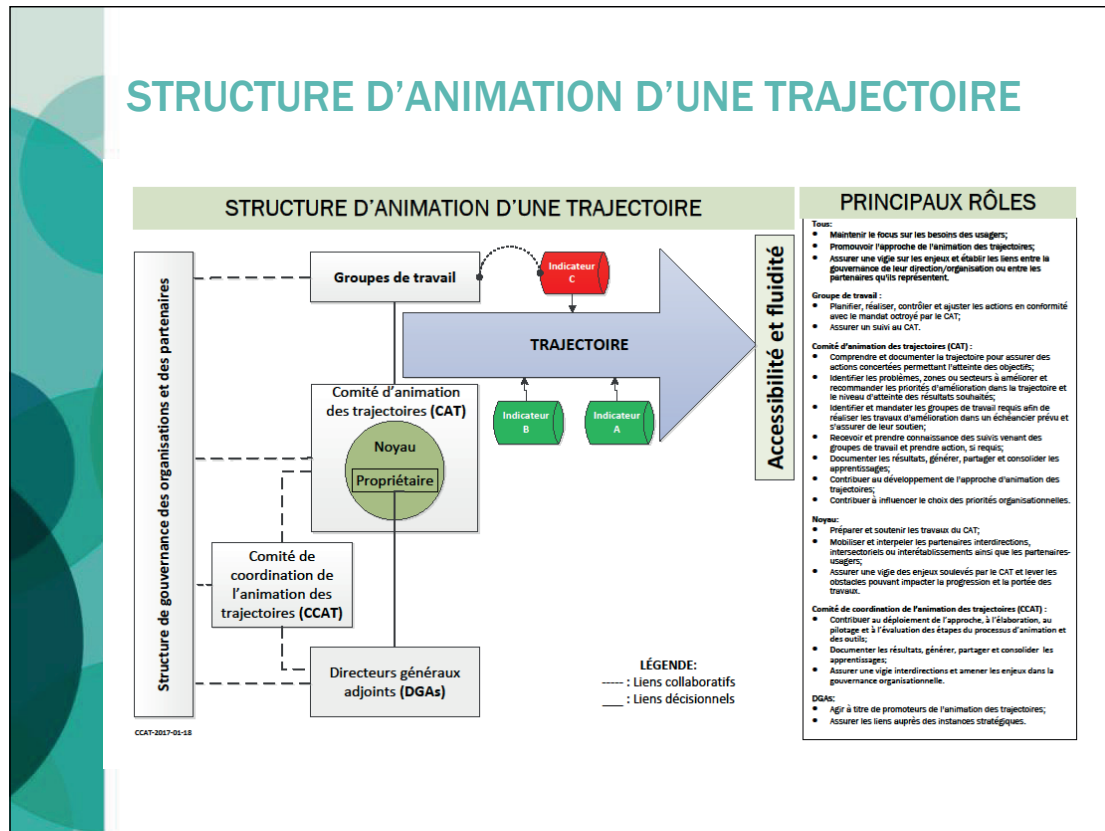 STRUCTURE D'ANIMATION D'UNE TRAJECTOIRE
STRUCTURE D'ANIMATION D'UNE TRAJECTOIRE
Structure de gouvernance des organisations et des partenaires
Groupes de travail
Indicateur
C
TRAJECTOIRE
Comité d'animation
des trajectoires (CAT)
Noyau
Propriétaire
Indicateur
B
Indicateur
A
Accessibilité et fluidité
Comité de
coordination de
l'animation des
trajectoires (CCAT)
Directeurs généraux
adjoints (DGAs)
LÉGENDE:
----- : Liens collaboratifs
___ : Liens décisionnels
CCAT-2017-01-18
PRINCIPAUX RÔLES
Tous:
• Maintenir le focus sur les besoins des usagers;
• Promouvoir l'approche de l'animation des trajectoires;
• Assurer une vigie sur les enjeux et établir les liens entre la
gouvernance de leur direction/organisation ou entre les
partenaires qu'ils représentent.
Groupe de travail :
• Planifier, réaliser, contrôler et ajuster les actions en conformité
avec le mandat octroyé par le CAT;
• Assurer un suivi au CAT.
Comité d'animation des trajectoires (CAT) :
• Comprendre et documenter la trajectoire pour assurer des
actions concertées permettant l'atteinte des objectifs;
• Identifier les problèmes, zones ou secteurs à améliorer et
recommander les priorités d'amélioration dans la trajectoire et
le niveau d'atteinte des résultats souhaités;
• Identifier et mandater les groupes de travail requis afin de
réaliser les travaux d'amélioration dans un échéancier prévu et
s'assurer de leur soutien;
• Recevoir et prendre connaissance des suivis venant des
groupes de travail et prendre action, si requis;
• Documenter les résultats, générer, partager et consolider les
apprentissages;
• Contribuer au développement de l'approche d'animation des
trajectoires;
• Contribuer à influencer le choix des priorités organisationnelles.
Noyau:
• Préparer et soutenir les travaux du CAT;
• Mobiliser et interpeler les partenaires interdirections,
intersectoriels ou interétablissements ainsi que les partenaires-
usagers;
• Assurer une vigie des enjeux soulevés par le CAT et lever les
obstacles pouvant impacter la progression et la portée des
travaux.
Comité de coordination de l'animation des trajectoires (CCAT) :
• Contribuer au déploiement de l'approche, à l'élaboration, au
pilotage et à l'évaluation des étapes du processus d'animation et
des outils;
• Documenter les résultats, générer, partager et consolider les
apprentissages;
• Assurer une vigie interdirections et amener les enjeux dans la
gouvernance organisationnelle.
DGAs:
• Agir à titre de promoteurs de l'animation des trajectoires;
• Assurer les liens auprès des instances stratégiques.